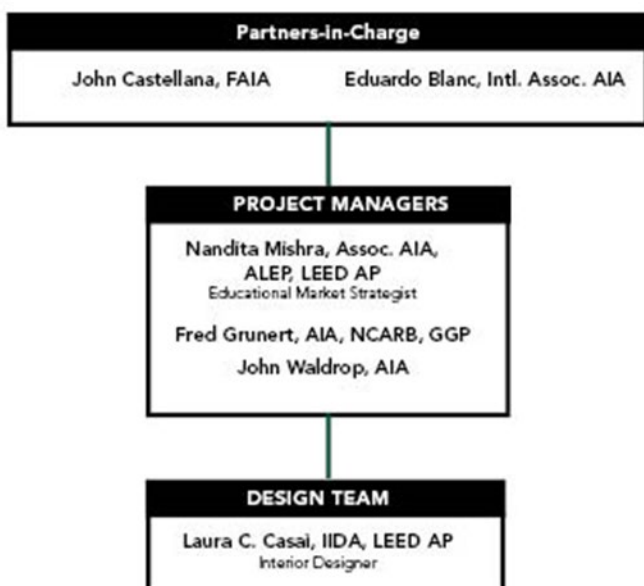 Partners-in-Charge
John Castellana, FAIA Eduardo Blanc, Intl. Assoc. AIA
PROJECT MANAGERS
Nandita Mishra, Assoc. AIA,
ALEP, LEED AP
Educational Market Strategist
Fred Grunert, AIA, NCARB, GGP
John Waldrop, AIA
DESIGN TEAM
Laura C. Casai, IIDA, LEED AP
Interior Designer